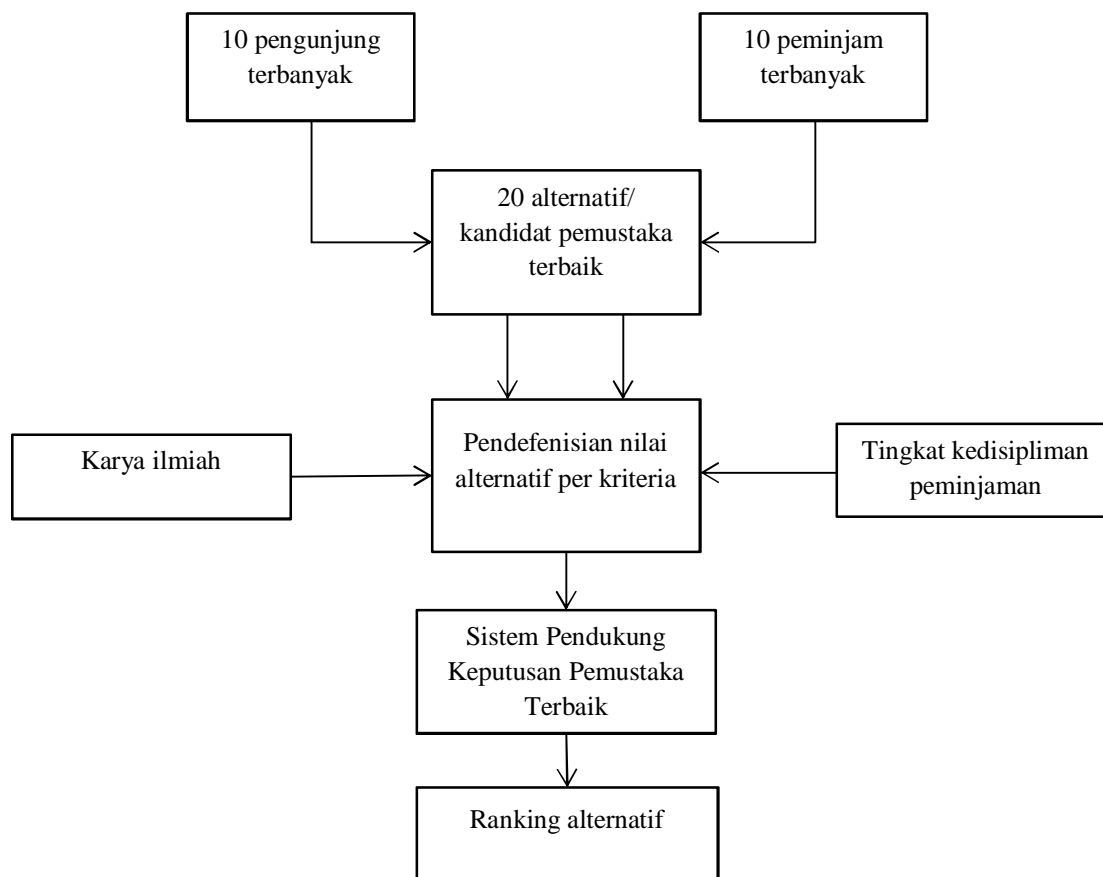 10 pengunjung
terbanyak
10 peminjam
terbanyak
20 alternatif/
kandidat pemustaka
terbaik
Karya ilmiah
Pendefenisian nilai
alternatif per kriteria
Tingkat kedisipliman
peminjaman
Sistem Pendukung
Keputusan Pemustaka
Terbaik
Ranking alternatif